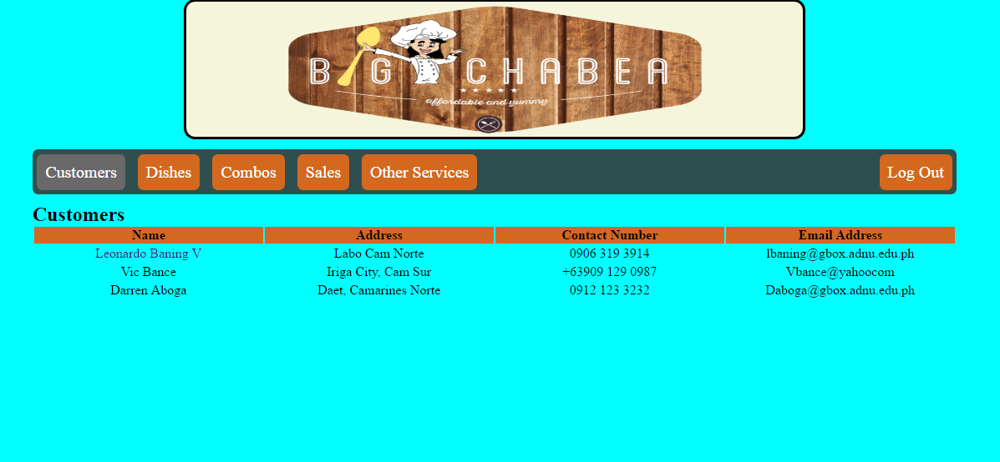 BIG CHABEA
affordable and yummy
Customers Dishes Combos Sales Other Services Log Out
Customers
Name Address Contact Number Email Address
Leonardo Baning V Labo Cam Norte 0906 319 3914 lbaning@gbox.adnu.edu.ph
Vic Bance Iriga City, Cam Sur +63909 129 0987 Vbance@yahoocom
Darren Aboga Daet, Camarines Norte 0912 123 3232 Daboga@gbox.adnu.edu.ph